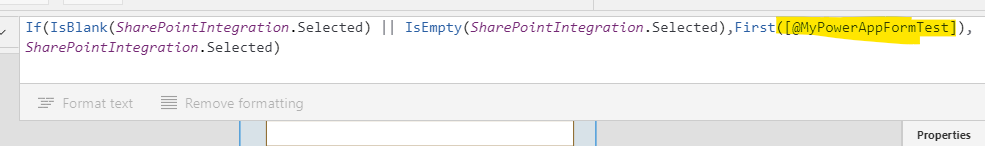 If(IsBlank(SharePointIntegration.Selected) || IsEmpty(SharePointIntegration.Selected),First([@MyPowerAppFormTest]),
SharePointIntegration.Selected)
Format text Remove formatting
Properties